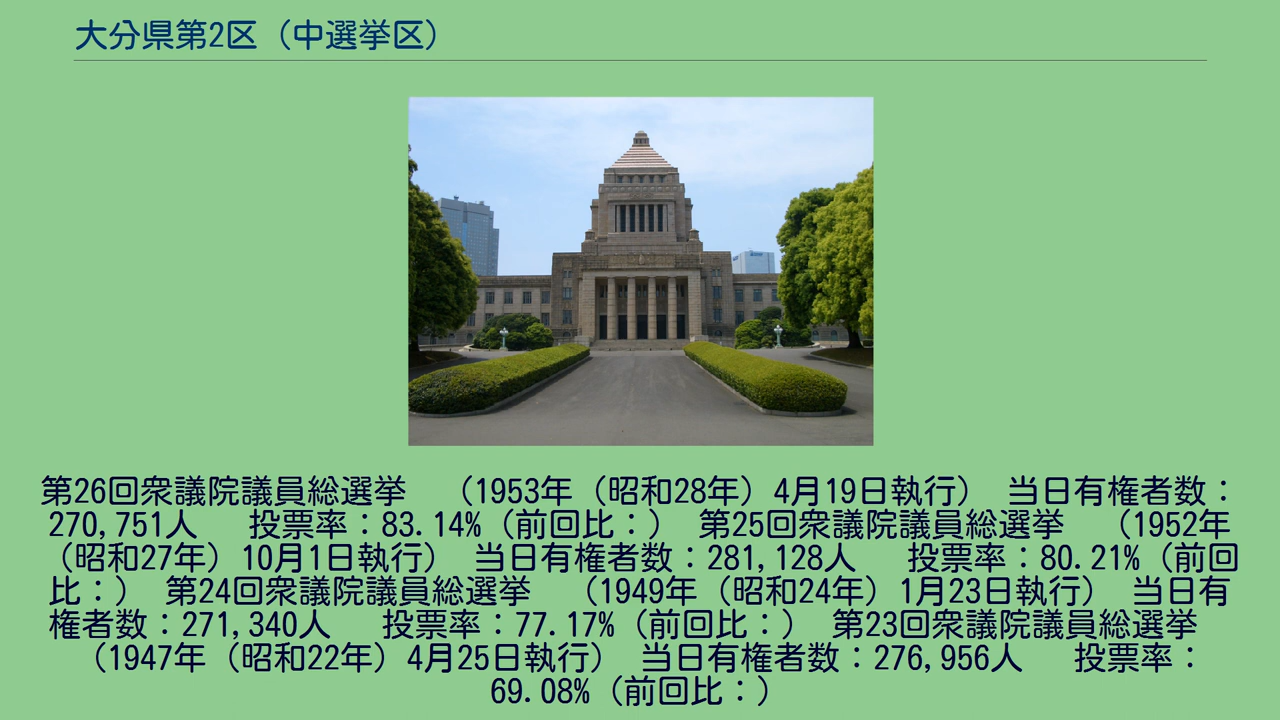 大分県第2区（中選挙区）
第26回衆議院議員総選挙　（1953年（昭和28年）4月19日執行）　当日有権者数：
270,751人　 投票率：83.14%（前回比：）　第25回衆議院議員総選挙　（1952年
（昭和27年）10月1日執行）　当日有権者数：281,128人　 投票率：80.21%（前回
比：）　第24回衆議院議員総選挙　（1949年（昭和24年）1月23日執行）　当日有
権者数：271,340人　 投票率：77.17%（前回比：）　第23回衆議院議員総選挙
（1947年（昭和22年）4月25日執行）　当日有権者数：276,956人　 投票率：
69.08%（前回比：）